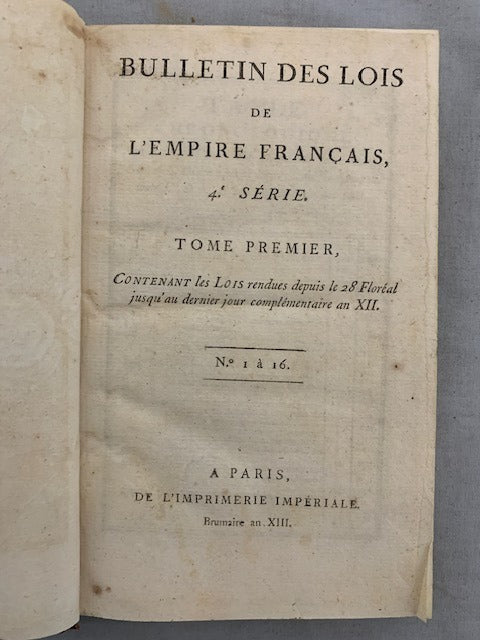 BULLETIN DES LOIS
DE
L'EMPIRE FRANÇAIS,
4.e SÉRIE.
TOME PREMIER,
CONTENANT les LOIS rendues depuis le 28 Floréal
jusqu'au dernier jour complémentaire an XII.
N.o 1 à 16.
A PARIS,
DE L'IMPRIMERIE IMPÉRIALE.
Brumaire an XIII.